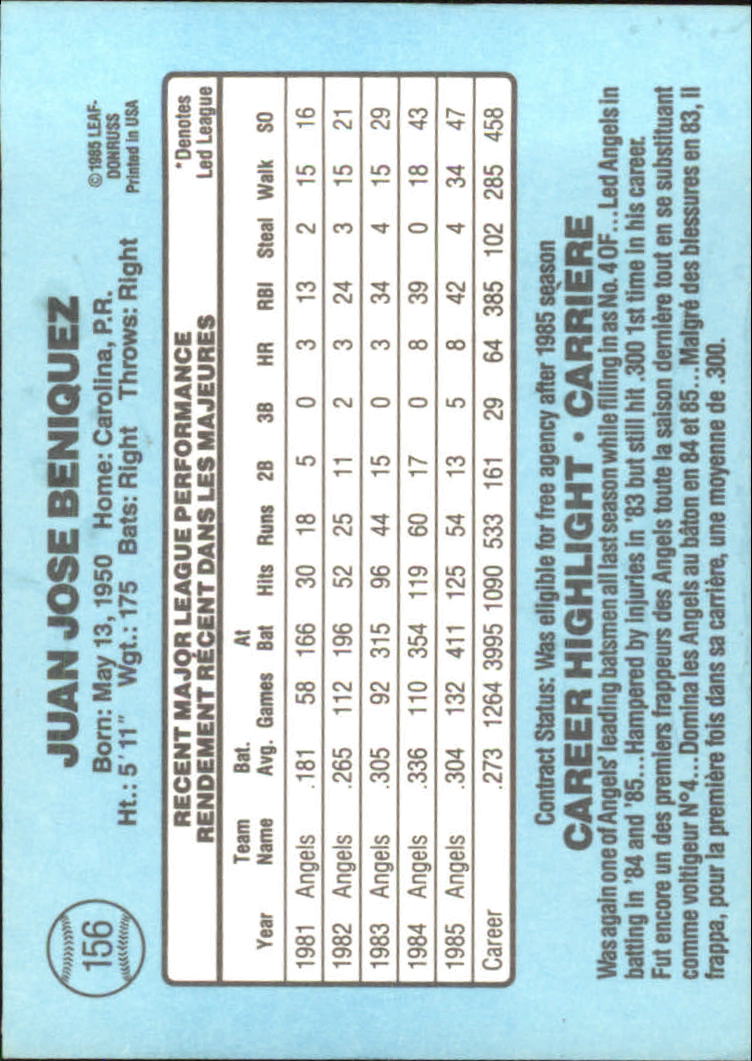 156
JUAN JOSE BENIQUEZ
Born: May 13, 1950 Home: Carolina, P.R.
Ht.: 5'11" Wgt.: 175 Bats: Right Throws: Right
© 1985 LEAF-
DONRUSS
Printed in USA
RECENT MAJOR LEAGUE PERFORMANCE
RENDEMENT RÉCENT DANS LES MAJEURES
*Denotes
Led League
Team Bat. At
Year Name Avg. Games Bat Hits Runs 2B 3B HR RBI Steal Walk SO
1981 Angels .181 58 166 30 18 5 0 3 13 2 15 16
1982 Angels .265 112 196 52 25 11 2 3 24 3 15 21
1983 Angels .305 92 315 96 44 15 0 3 34 4 15 29
1984 Angels .336 110 354 119 60 17 0 8 39 0 18 43
1985 Angels .304 132 411 125 54 13 5 8 42 4 34 47
Career .273 1264 3995 1090 533 161 29 64 385 102 285 458
Contract Status: Was eligible for free agency after 1985 season
CAREER HIGHLIGHT • CARRIÈRE
Was again one of Angels' leading batsmen all last season while filling in as No. 4 OF...Led Angels in
batting in '84 and '85...Hampered by injuries in '83 but still hit .300 1st time in his career.
Fut encore un des premiers frappeurs des Angels toute la saison dernière tout en se substituant
comme voltigeur Nº4...Domina les Angels au bâton en 84 et 85...Malgré des blessures en 83, il
frappa, pour la première fois dans sa carrière, une moyenne de .300.